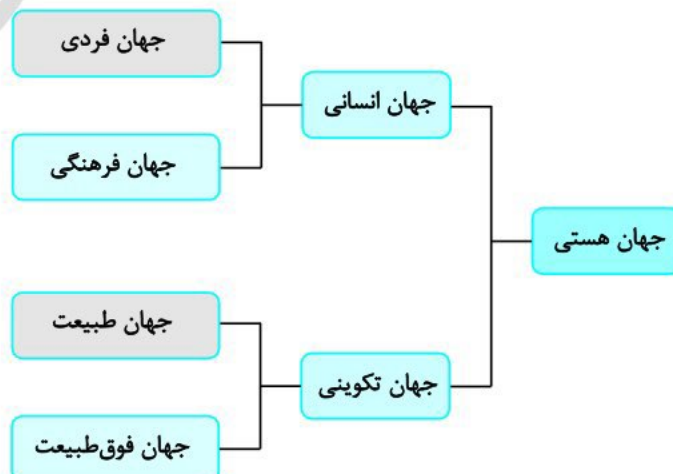 جهان فردی
جهان انسانی
جهان فرهنگی
جهان هستی
جهان طبیعت
جهان تکوینی
جهان فوق‌طبیعت